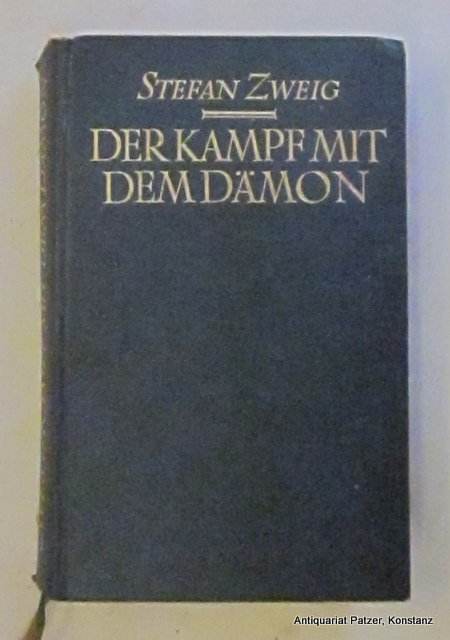 STEFAN ZWEIG
DER KAMPF MIT
DEM DÄMON
Antiquariat Patzer, Konstanz